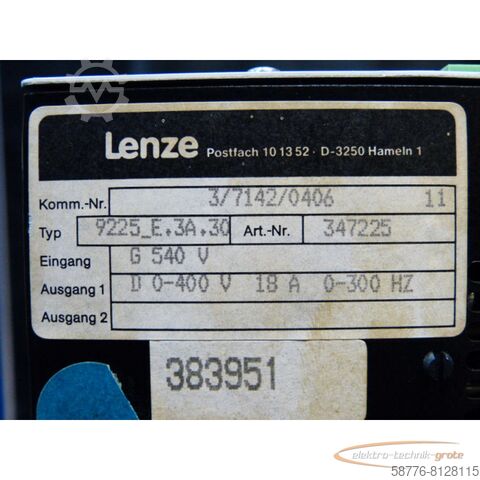 Lenze Postfach 10 13 52 · D-3250 Hameln 1
Komm.-Nr. 3/7142/0406 11
Typ 9225_E.3A.30 Art.-Nr. 347225
Eingang G 540 V
Ausgang 1 D 0-400 V 18 A 0-300 HZ
Ausgang 2
383951
elektro-technik-grote
58776-8128115